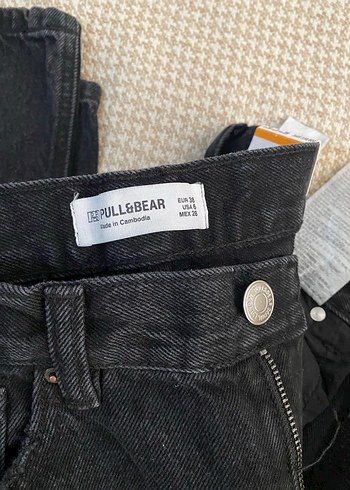 PULL&BEAR
Made in Cambodia
EUR 38
USA 6
MEX 28